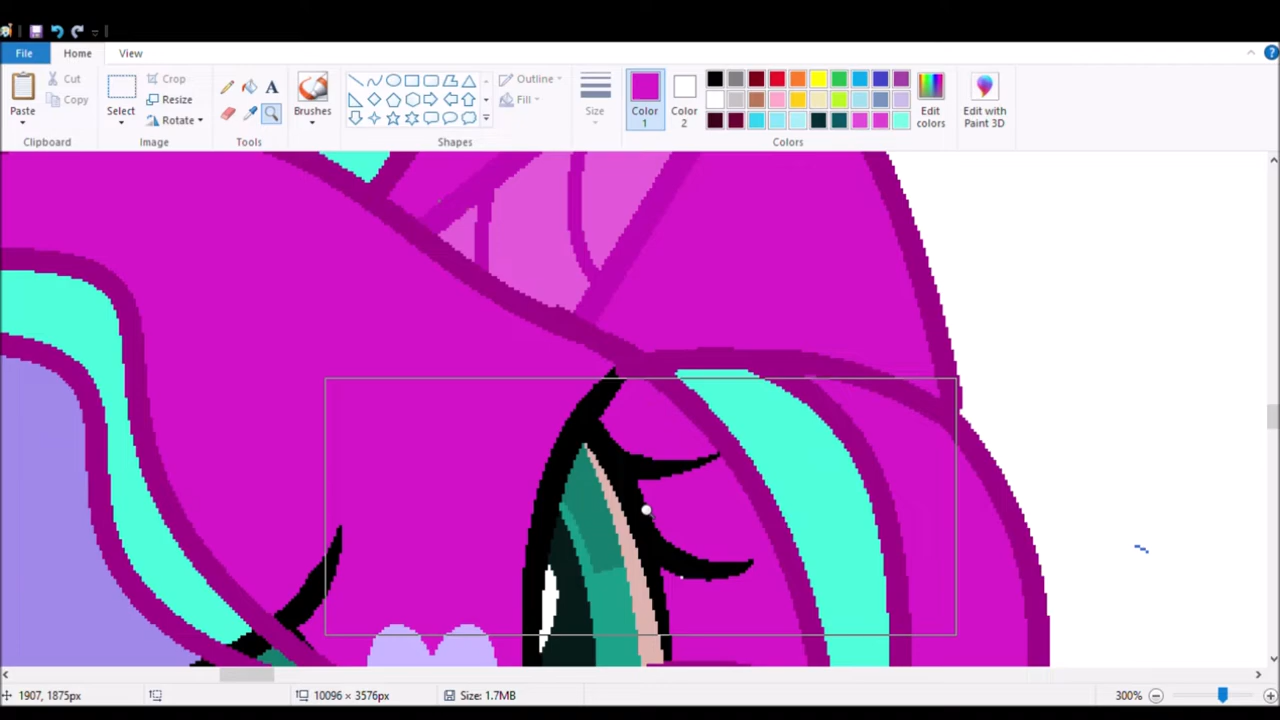 File Home View
Paste Cut Copy
Select Crop Resize Rotate
Brushes
Outline Fill
Size
Color 1 Color 2
Edit colors
Edit with Paint 3D
Clipboard Image Tools Shapes Colors
1907, 1875px 10096 × 3576px Size: 1.7MB 300%